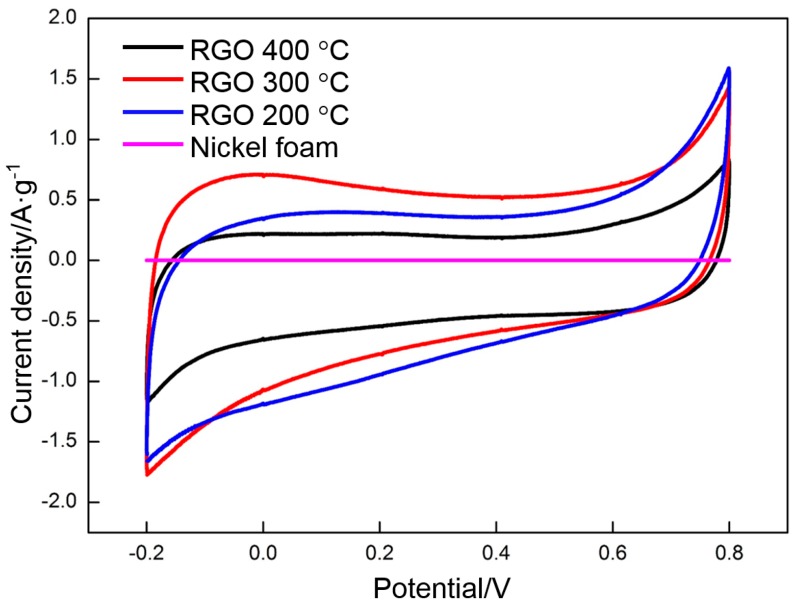 RGO 400 °C
RGO 300 °C
RGO 200 °C
Nickel foam
2.0
1.5
1.0
0.5
0.0
-0.5
-1.0
-1.5
-2.0
Current density/A·g⁻¹
-0.2 0.0 0.2 0.4 0.6 0.8
Potential/V